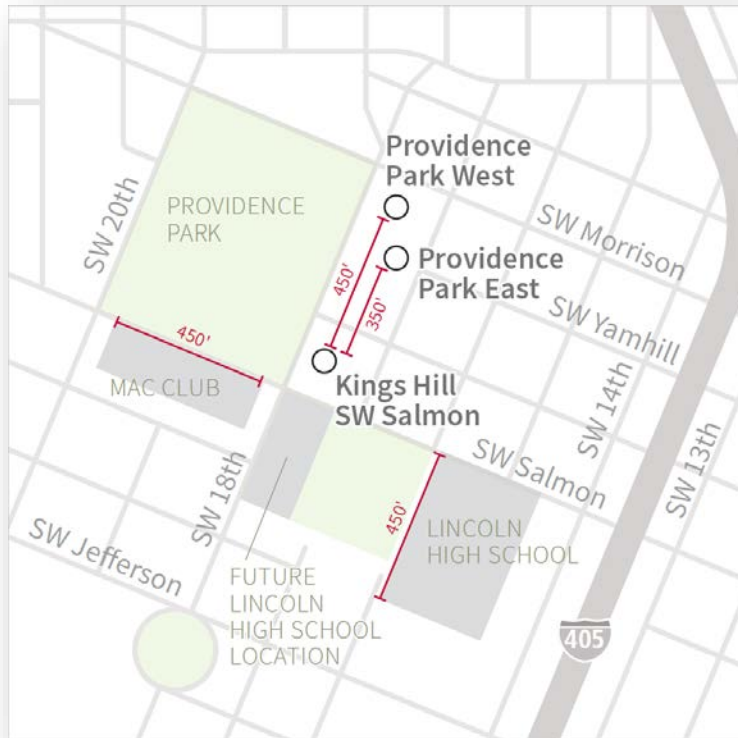 Providence
Park West
PROVIDENCE
PARK
SW 20th
SW Morrison
Providence
Park East
450'
350'
SW Yamhill
450'
MAC CLUB
Kings Hill
SW Salmon
SW 14th
SW 13th
SW Salmon
SW 18th
450'
LINCOLN
HIGH SCHOOL
SW Jefferson
FUTURE
LINCOLN
HIGH SCHOOL
LOCATION
405